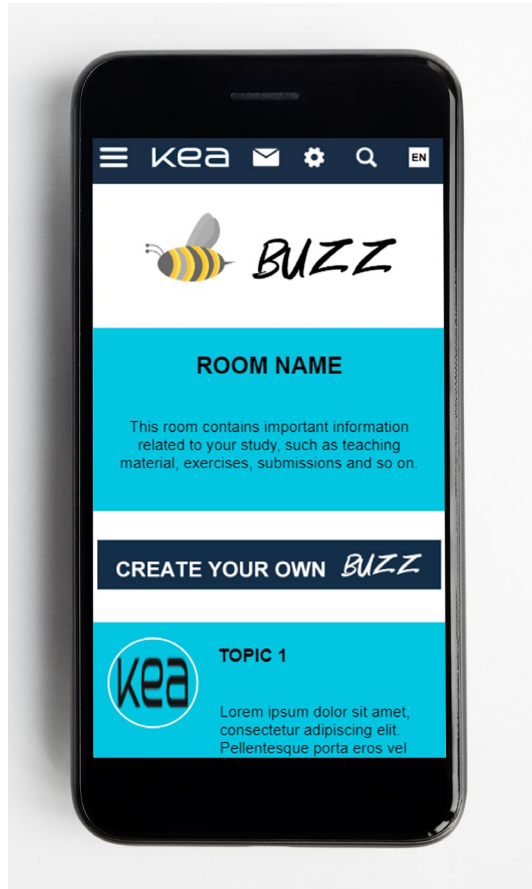 kea
EN
BUZZ
ROOM NAME
This room contains important information
related to your study, such as teaching
material, exercises, submissions and so on.
CREATE YOUR OWN BUZZ
kea
TOPIC 1
Lorem ipsum dolor sit amet,
consectetur adipiscing elit.
Pellentesque porta eros vel